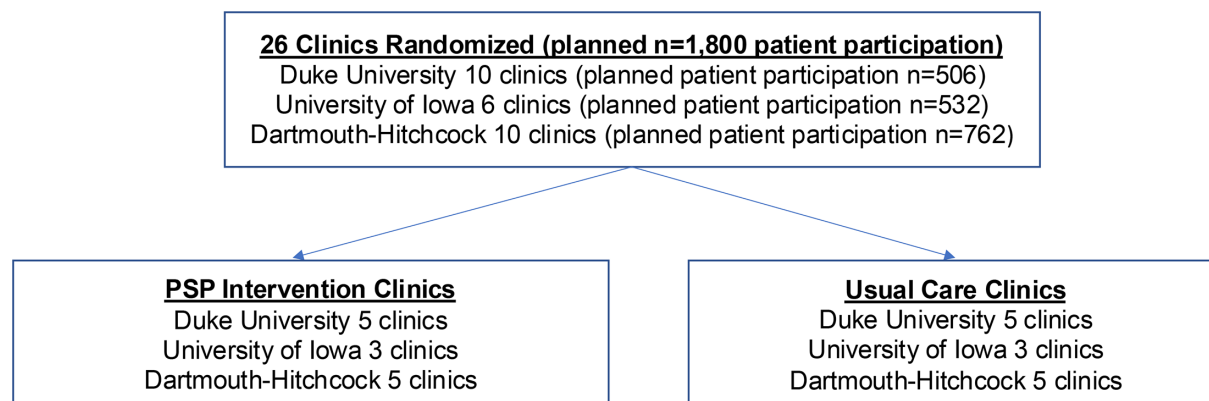 26 Clinics Randomized (planned n=1,800 patient participation)
Duke University 10 clinics (planned patient participation n=506)
University of Iowa 6 clinics (planned patient participation n=532)
Dartmouth-Hitchcock 10 clinics (planned patient participation n=762)
PSP Intervention Clinics
Duke University 5 clinics
University of Iowa 3 clinics
Dartmouth-Hitchcock 5 clinics
Usual Care Clinics
Duke University 5 clinics
University of Iowa 3 clinics
Dartmouth-Hitchcock 5 clinics